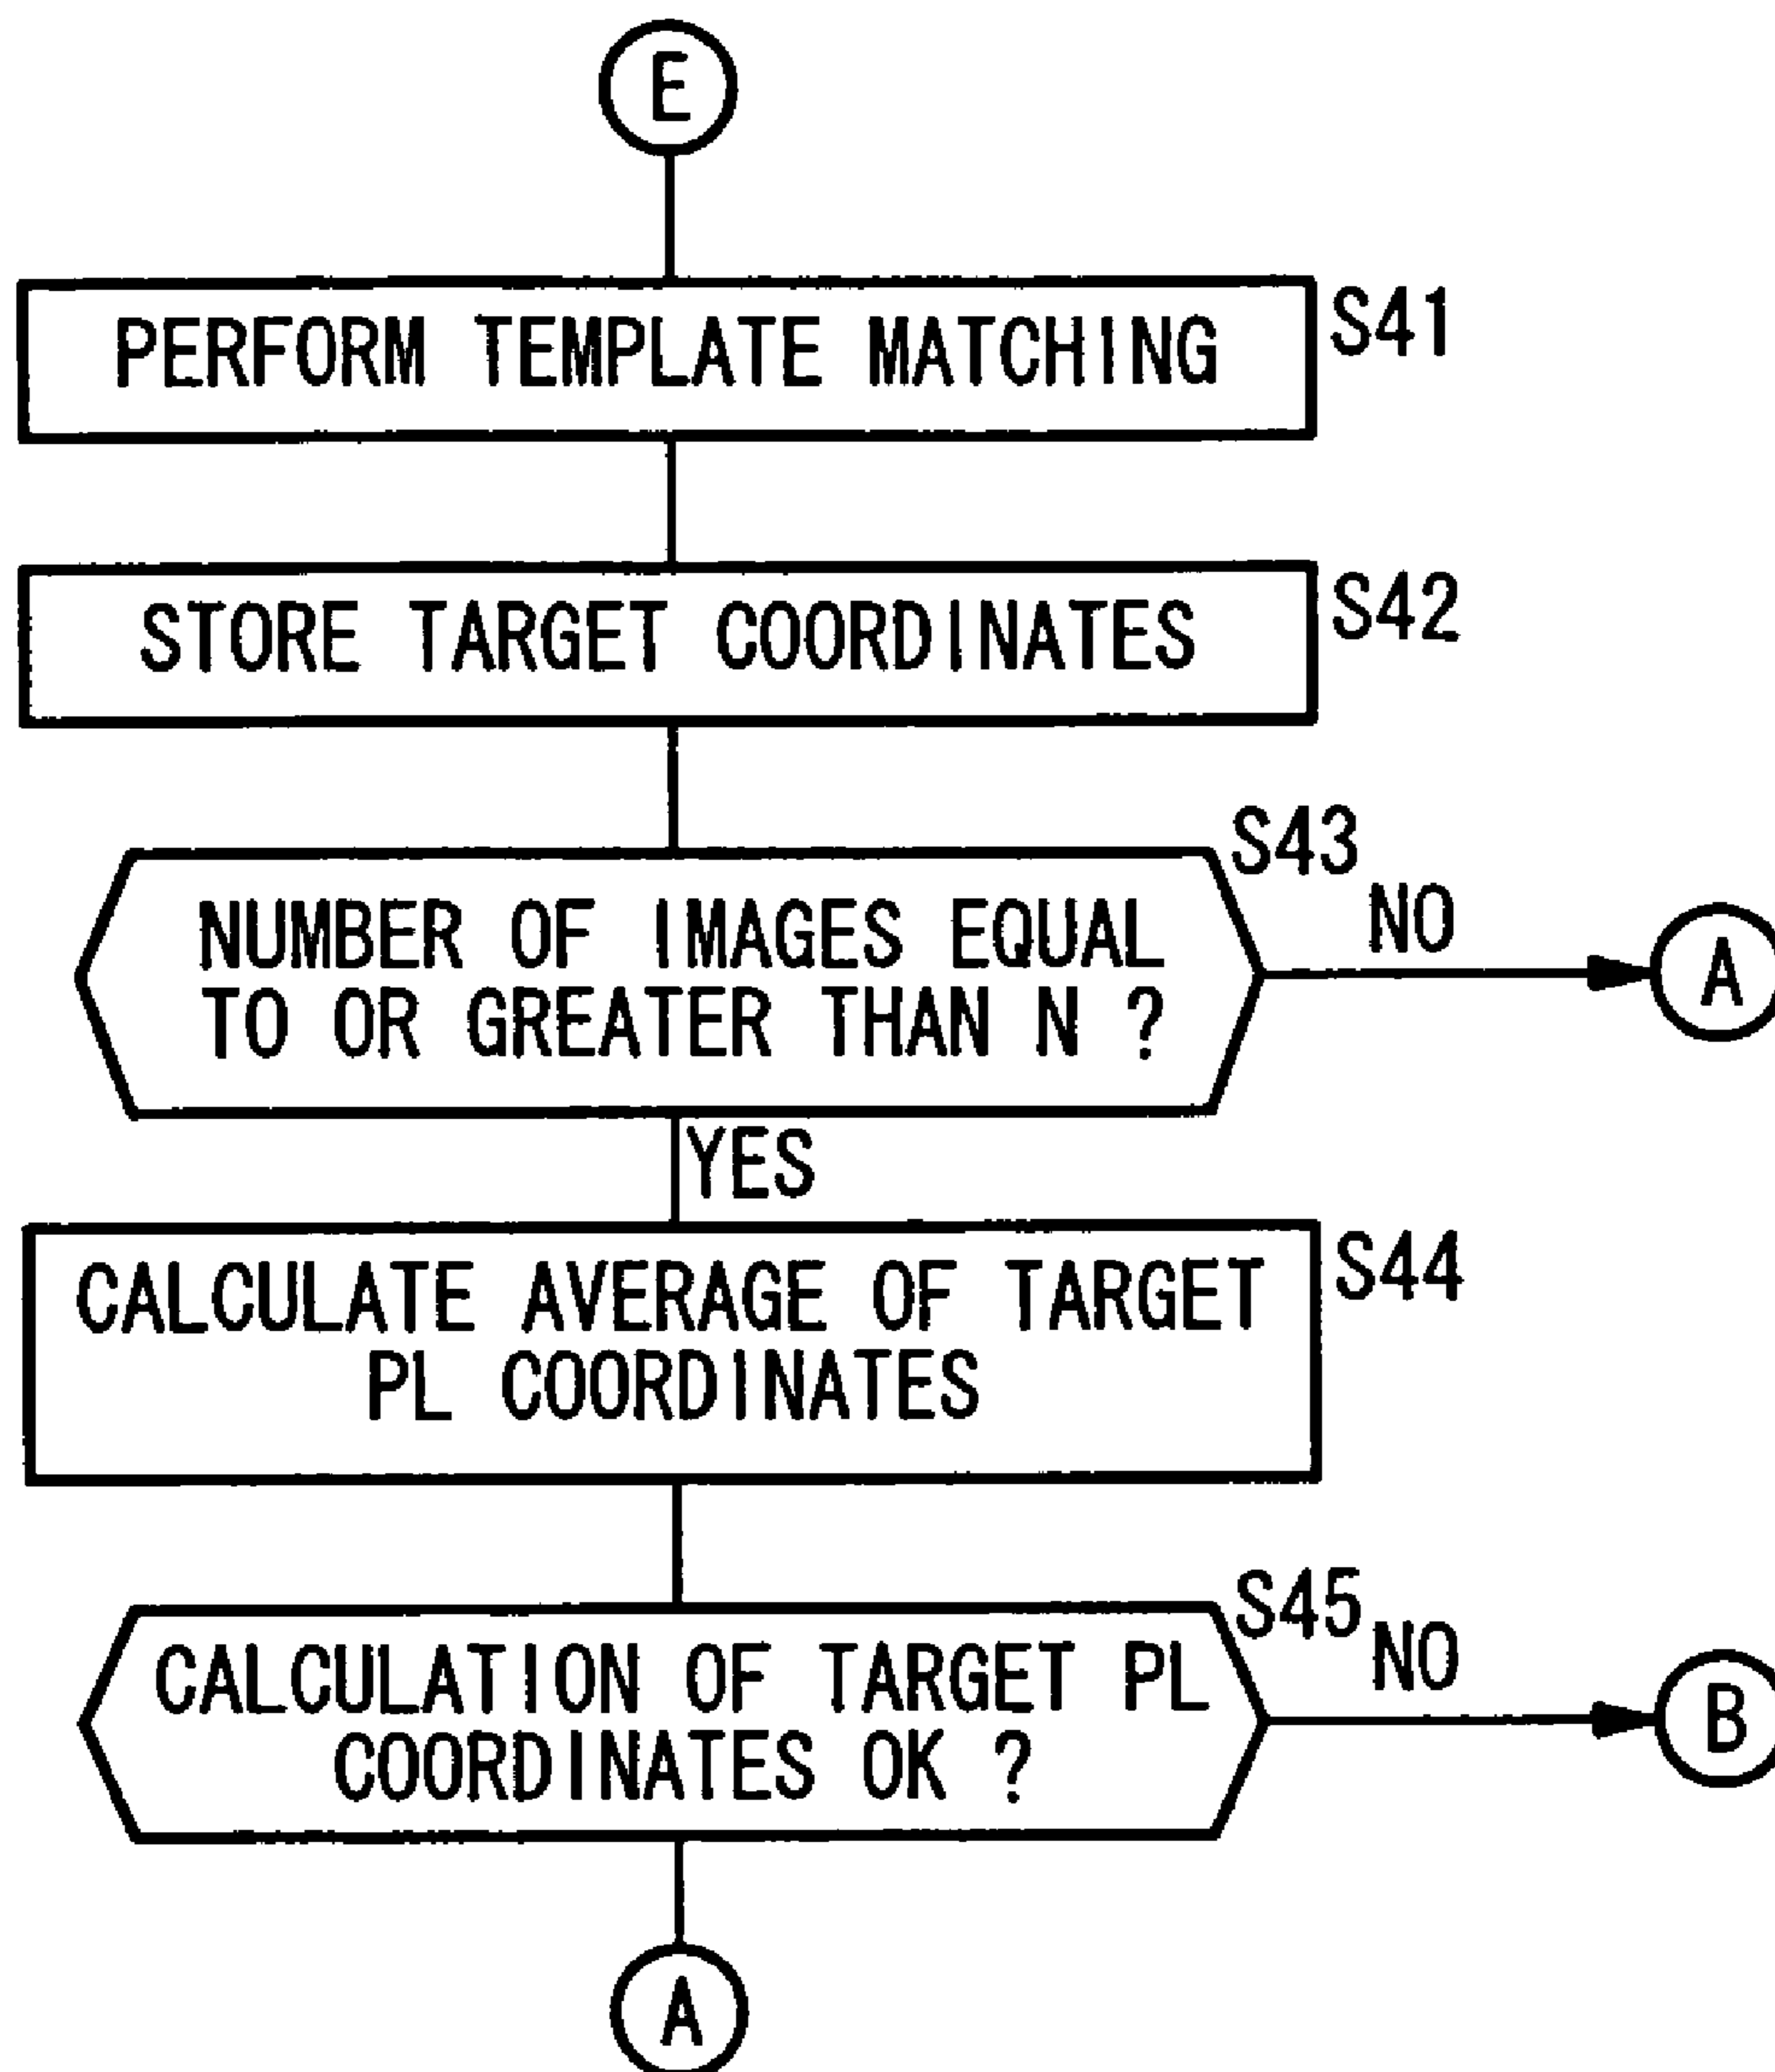 E
PERFORM TEMPLATE MATCHING
S41
STORE TARGET COORDINATES
S42
S43
NUMBER OF IMAGES EQUAL
TO OR GREATER THAN N ?
NO
A
YES
CALCULATE AVERAGE OF TARGET
PL COORDINATES
S44
S45
CALCULATION OF TARGET PL
COORDINATES OK ?
NO
B
A